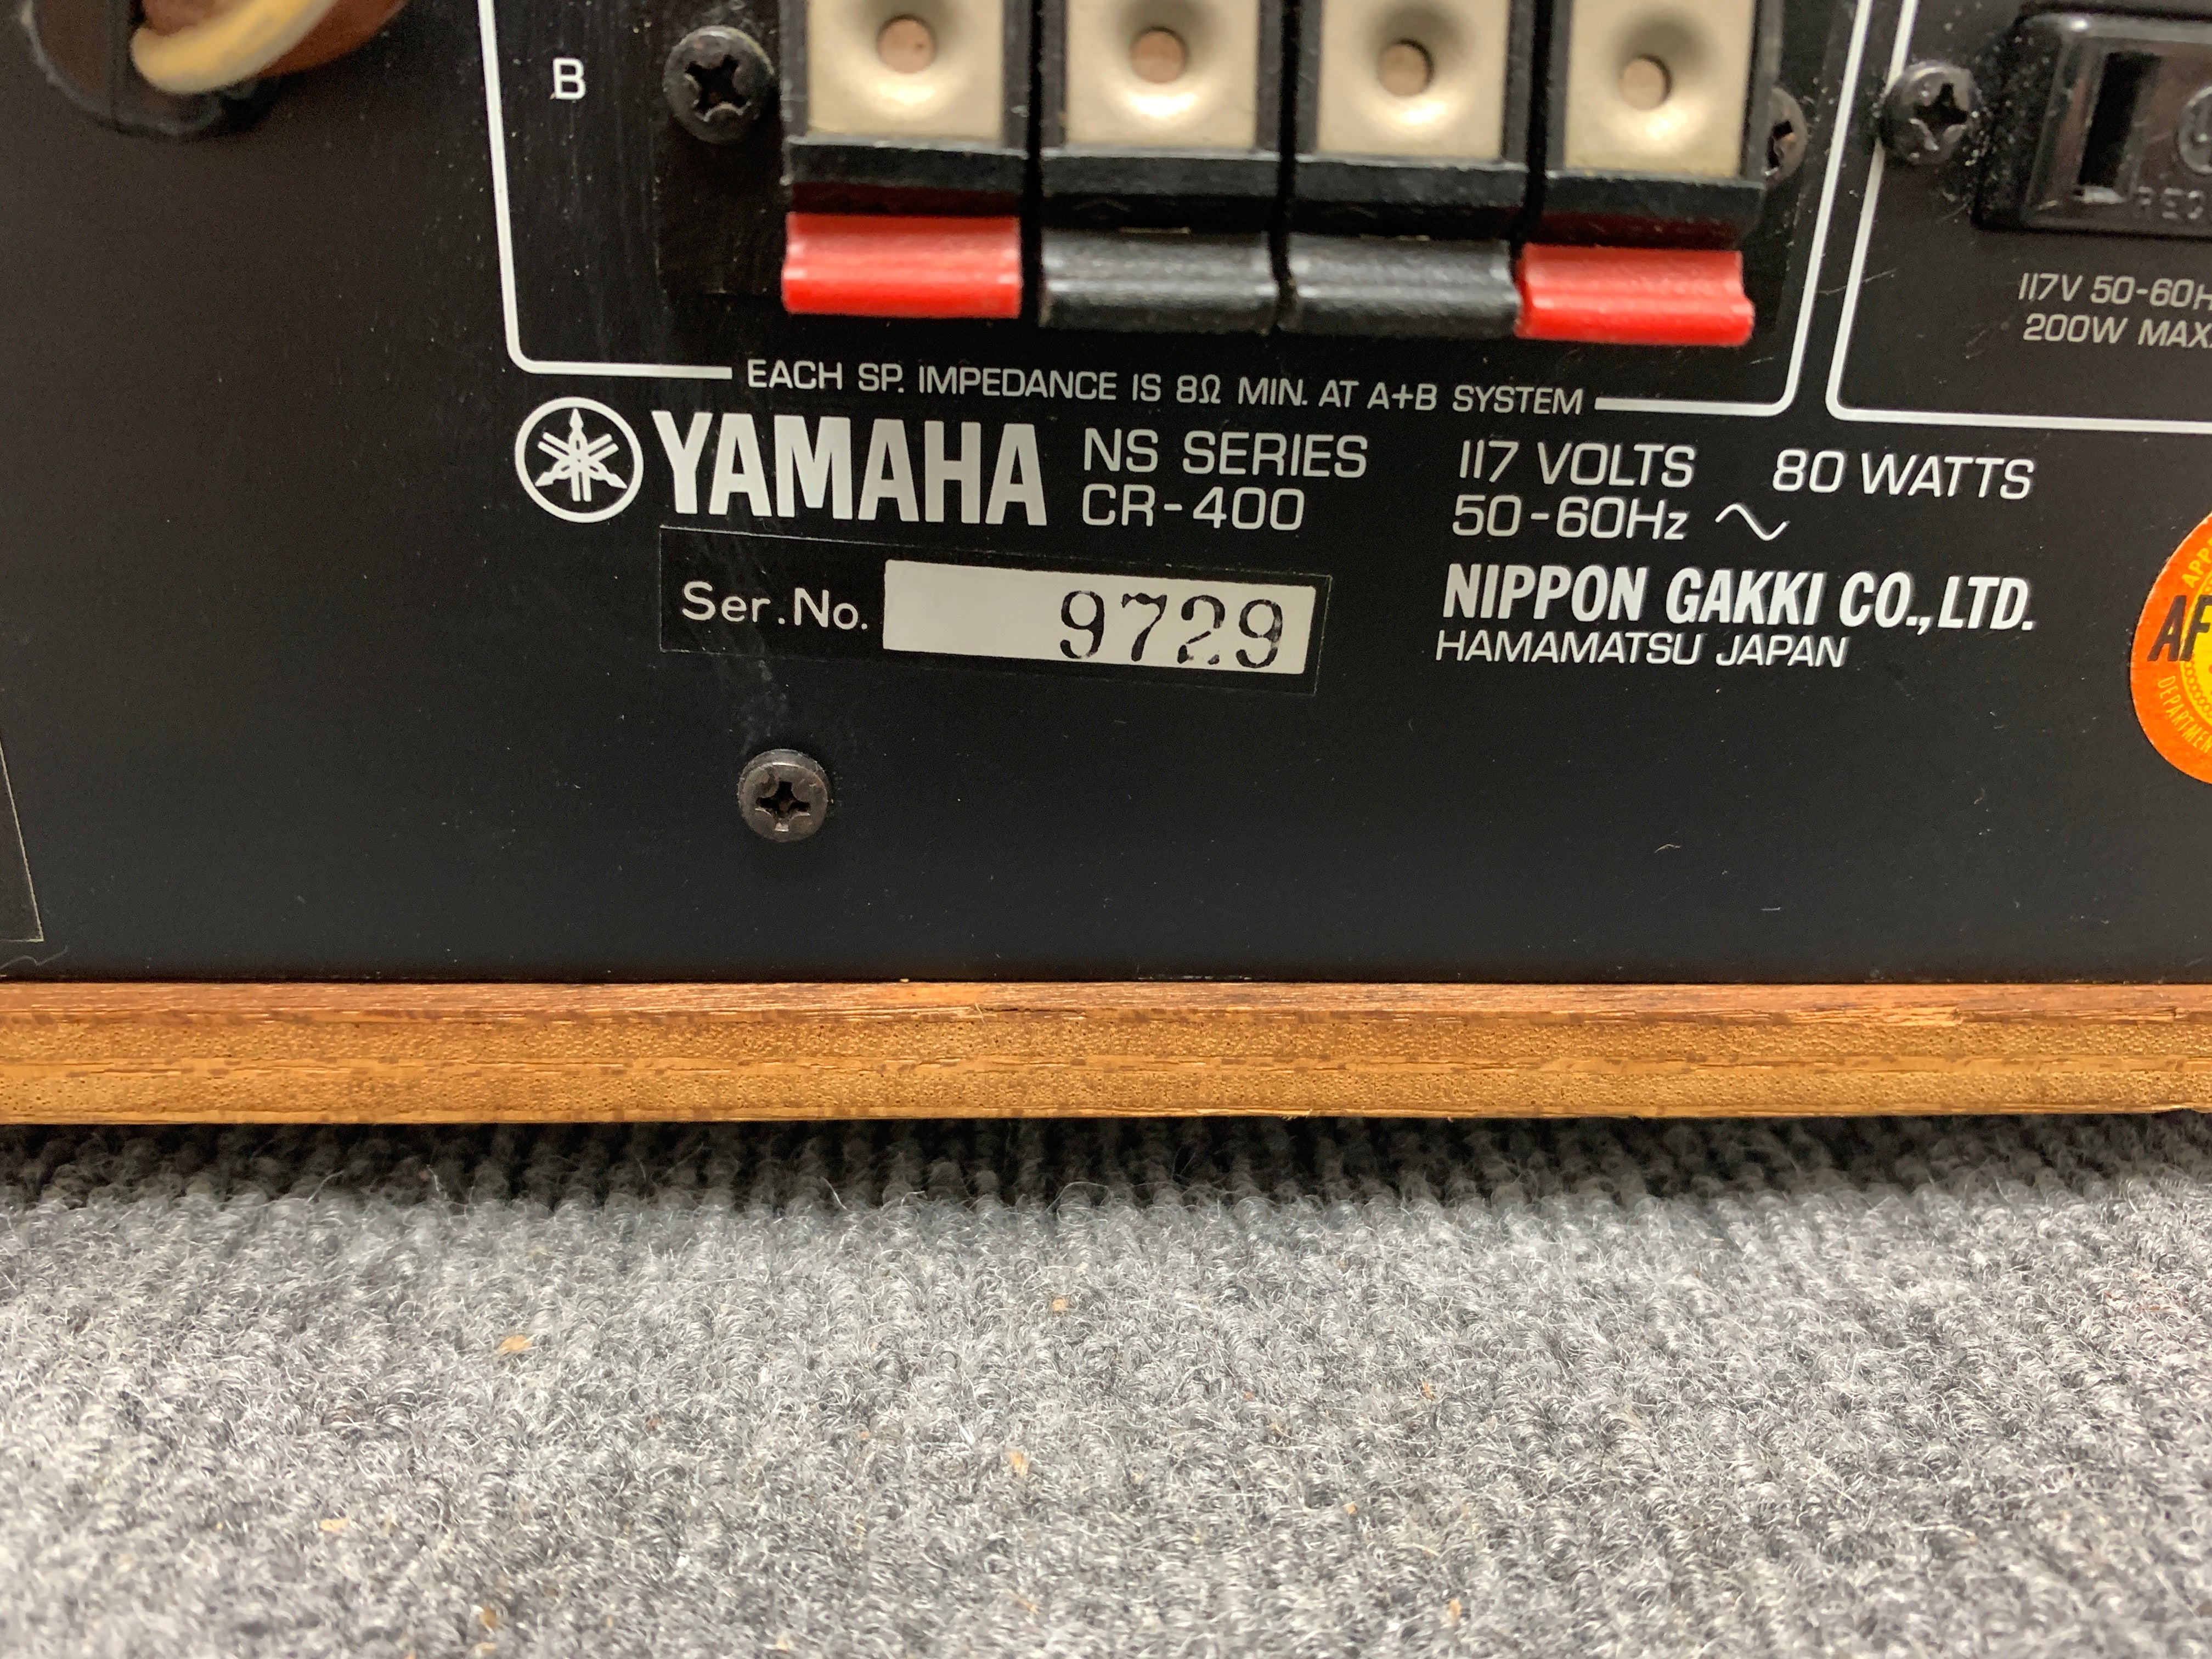 B
EACH SP. IMPEDANCE IS 8Ω MIN. AT A+B SYSTEM
117V 50-60H
200W MAX.
YAMAHA
NS SERIES
CR-400
117 VOLTS 80 WATTS
50-60Hz
Ser.No. 9729
NIPPON GAKKI CO.,LTD.
HAMAMATSU JAPAN